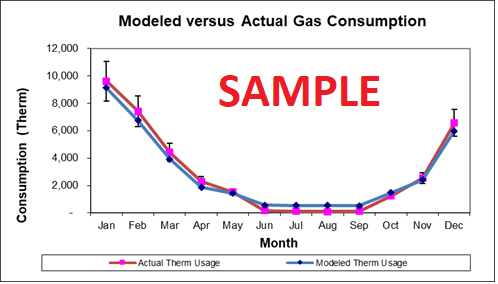 Modeled versus Actual Gas Consumption
SAMPLE
Consumption (Therm)
12,000
10,000
8,000
6,000
4,000
2,000
-
Jan Feb Mar Apr May Jun Jul Aug Sep Oct Nov Dec
Month
Actual Therm Usage Modeled Therm Usage